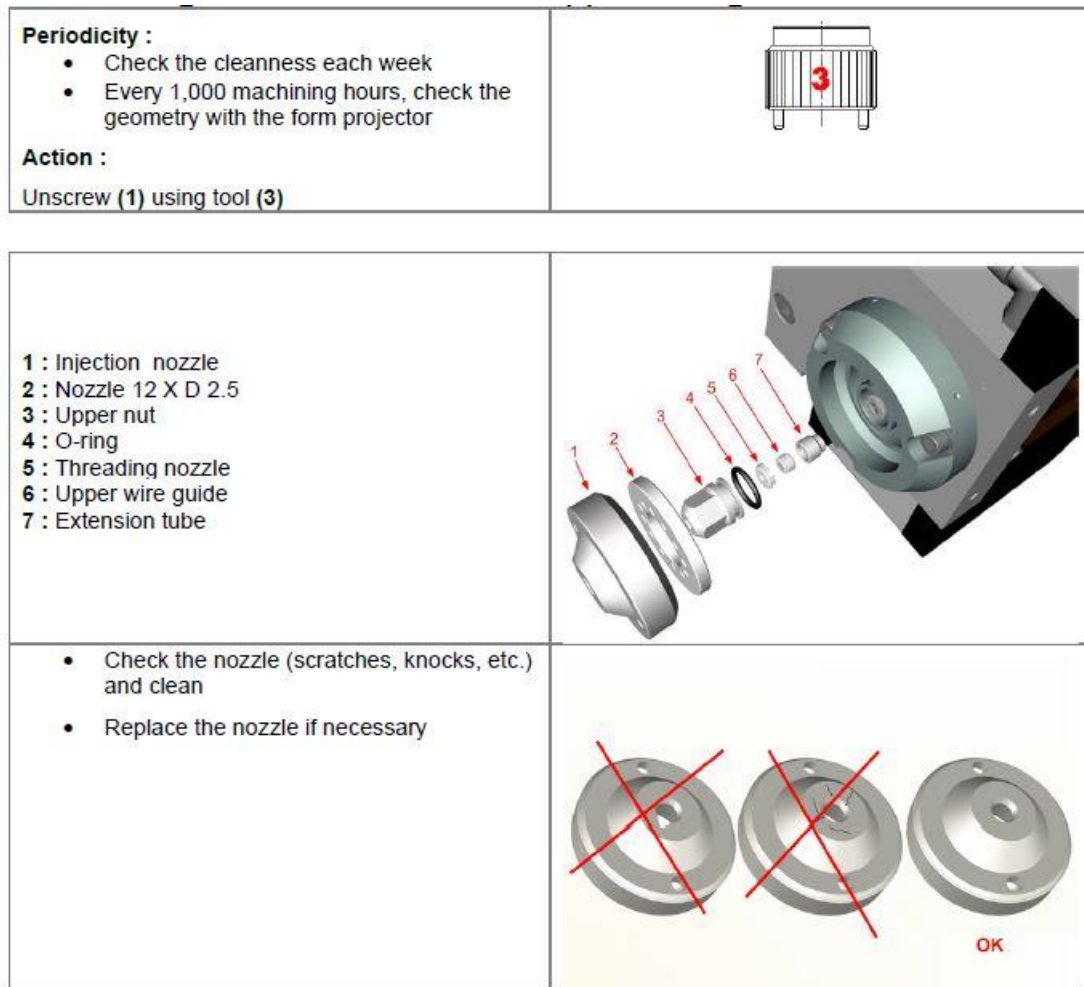 Periodicity :
• Check the cleanness each week
• Every 1,000 machining hours, check the
geometry with the form projector
Action :
Unscrew (1) using tool (3)
3
1 : Injection nozzle
2 : Nozzle 12 X D 2.5
3 : Upper nut
4 : O-ring
5 : Threading nozzle
6 : Upper wire guide
7 : Extension tube
1
2
3
4
5
6
7
• Check the nozzle (scratches, knocks, etc.)
and clean
• Replace the nozzle if necessary
OK